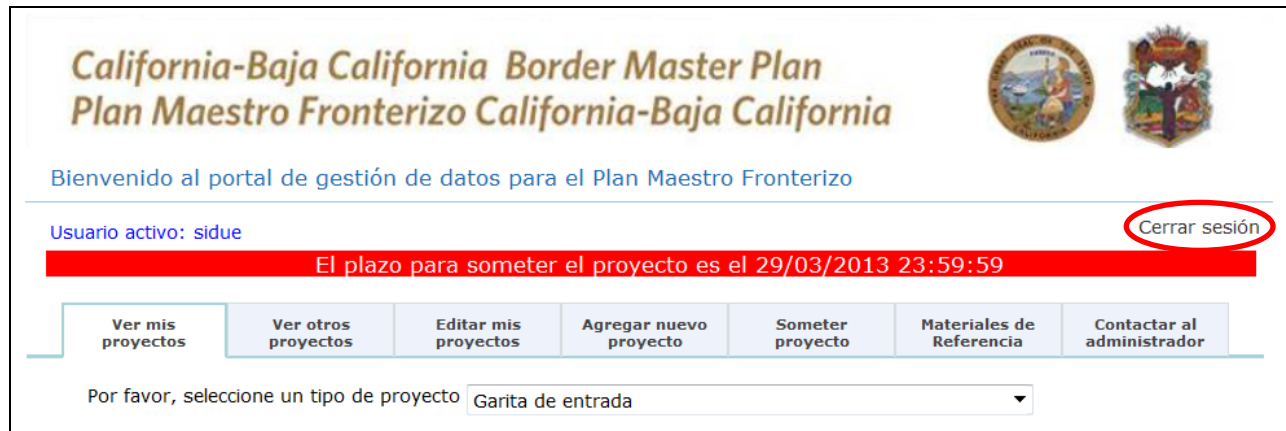 California-Baja California Border Master Plan
Plan Maestro Fronterizo California-Baja California
Bienvenido al portal de gestión de datos para el Plan Maestro Fronterizo
Usuario activo: sidue
Cerrar sesión
El plazo para someter el proyecto es el 29/03/2013 23:59:59
Ver mis proyectos
Ver otros proyectos
Editar mis proyectos
Agregar nuevo proyecto
Someter proyecto
Materiales de Referencia
Contactar al administrador
Por favor, seleccione un tipo de proyecto
Garita de entrada